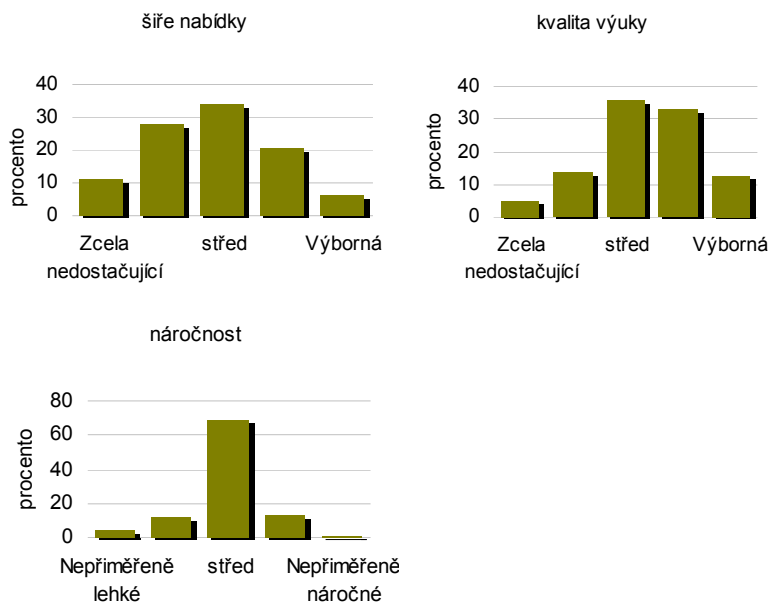 šíře nabídky
40
30
20
10
0
procento
Zcela nedostačující
střed
Výborná
kvalita výuky
40
30
20
10
0
procento
Zcela nedostačující
střed
Výborná
náročnost
80
60
40
20
0
procento
Nepřiměřeně lehké
střed
Nepřiměřeně náročné